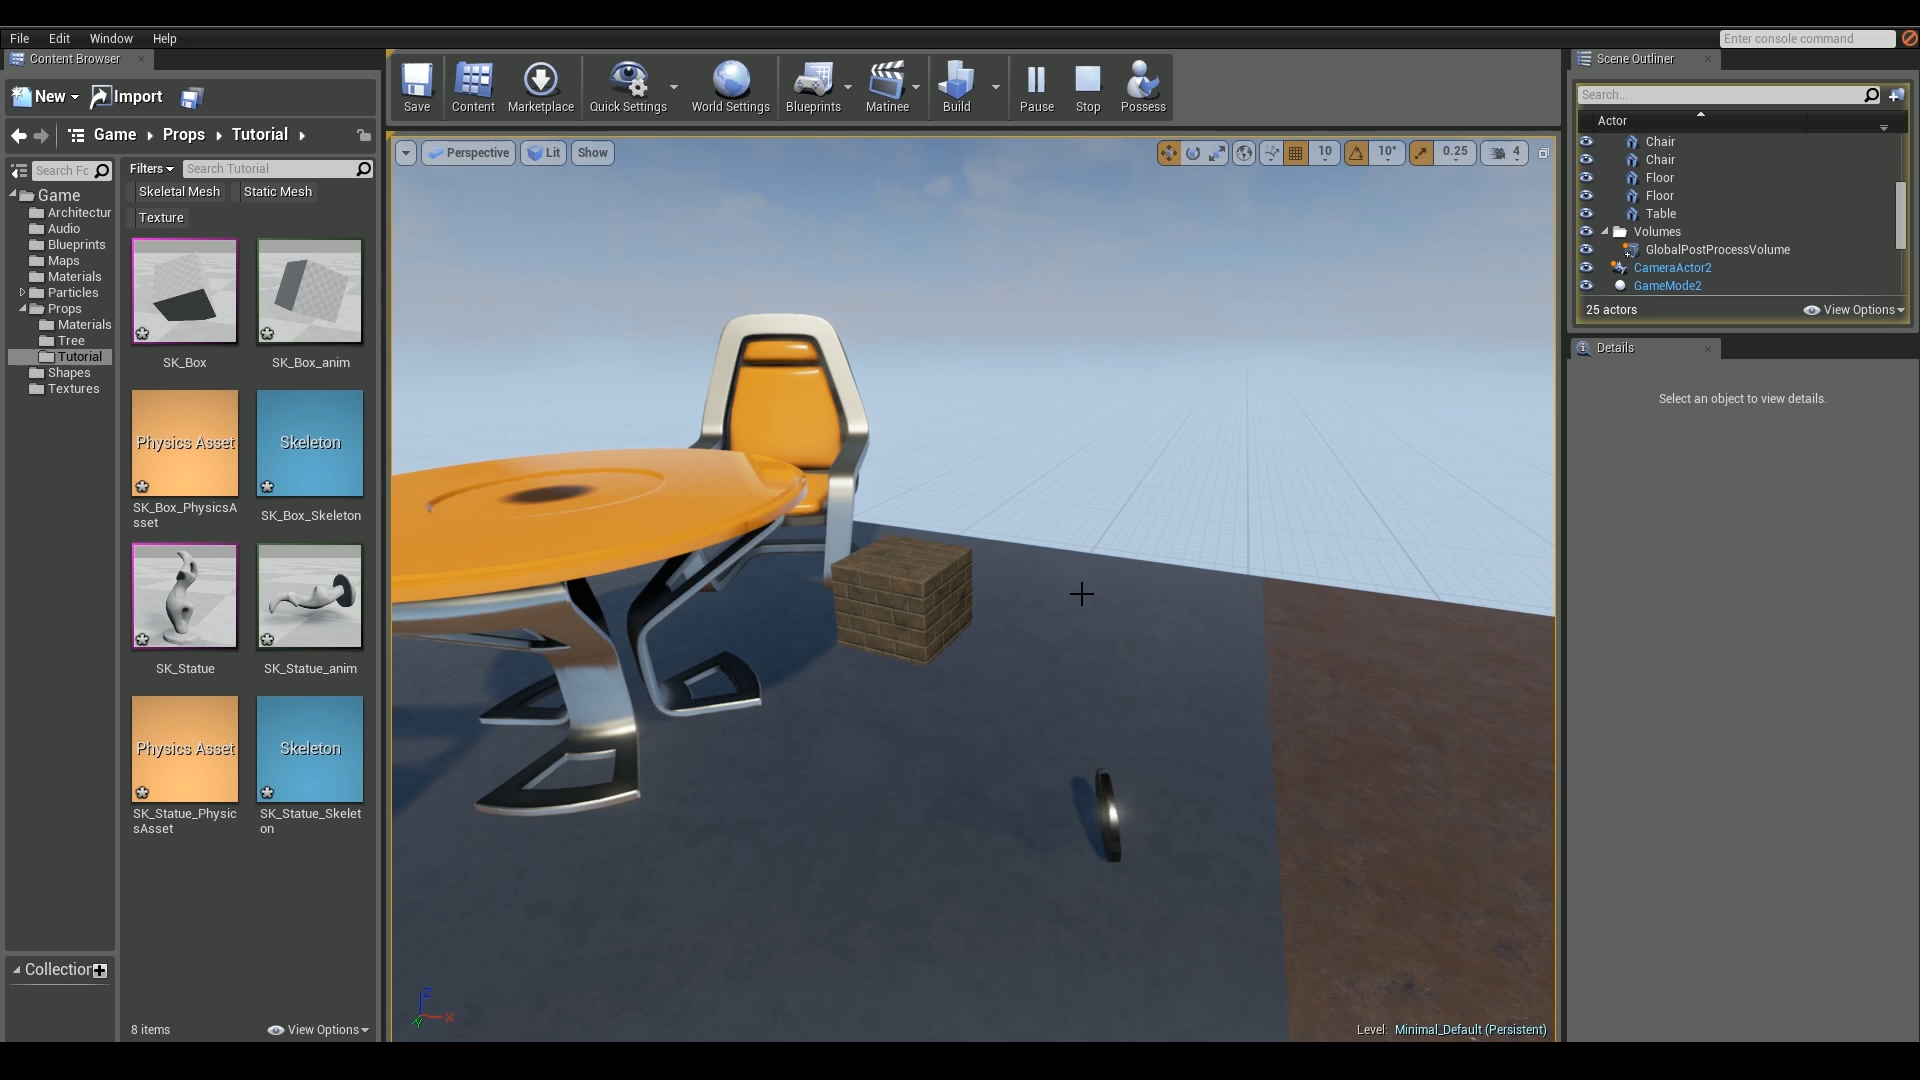 File Edit Window Help
Enter console command
Content Browser
New Import
Game Props Tutorial
Search Fc
Filters Search Tutorial
Skeletal Mesh Static Mesh
Texture
Game
Architectur
Audio
Blueprints
Maps
Materials
Particles
Props
Materials
Tree
Tutorial
Shapes
Textures
Collection
SK_Box SK_Box_anim
Physics Asset Skeleton
SK_Box_PhysicsA
sset
SK_Box_Skeleton
SK_Statue SK_Statue_anim
Physics Asset Skeleton
SK_Statue_Physic
sAsset
SK_Statue_Skelet
on
8 items View Options
Save Content Marketplace Quick Settings World Settings Blueprints Matinee Build Pause Stop Possess
Perspective Lit Show
10 10° 0.25 4
Z
X
Y
Level: Minimal_Default (Persistent)
Scene Outliner
Search...
Actor
Chair
Chair
Floor
Floor
Table
Volumes
GlobalPostProcessVolume
CameraActor2
GameMode2
25 actors View Options
Details
Select an object to view details.